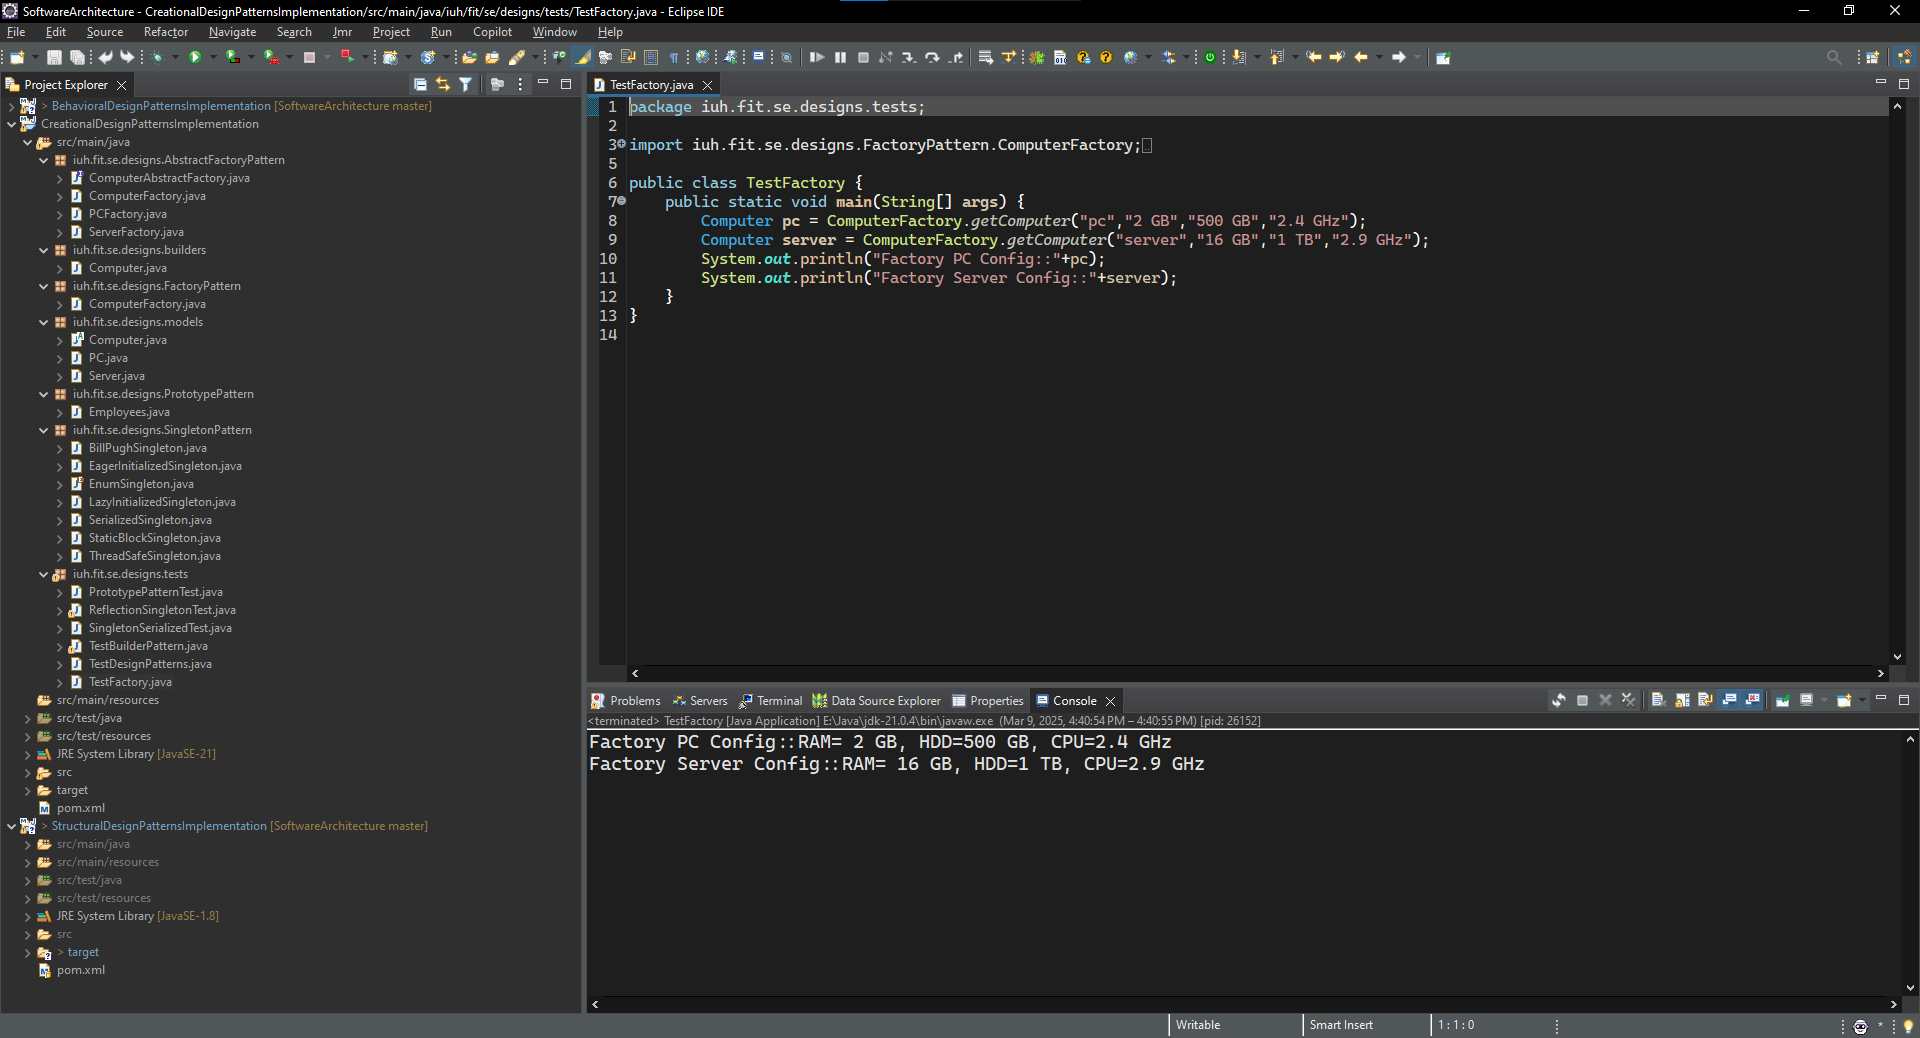 SoftwareArchitecture - CreationalDesignPatternsImplementation/src/main/java/iuh/fit/se/designs/tests/TestFactory.java - Eclipse IDE
File Edit Source Refactor Navigate Search Jmr Project Run Copilot Window Help
Project Explorer
> BehavioralDesignPatternsImplementation [SoftwareArchitecture master]
CreationalDesignPatternsImplementation
src/main/java
iuh.fit.se.designs.AbstractFactoryPattern
ComputerAbstractFactory.java
ComputerFactory.java
PCFactory.java
ServerFactory.java
iuh.fit.se.designs.builders
Computer.java
iuh.fit.se.designs.FactoryPattern
ComputerFactory.java
iuh.fit.se.designs.models
Computer.java
PC.java
Server.java
iuh.fit.se.designs.PrototypePattern
Employees.java
iuh.fit.se.designs.SingletonPattern
BillPughSingleton.java
EagerInitializedSingleton.java
EnumSingleton.java
LazyInitializedSingleton.java
SerializedSingleton.java
StaticBlockSingleton.java
ThreadSafeSingleton.java
iuh.fit.se.designs.tests
PrototypePatternTest.java
ReflectionSingletonTest.java
SingletonSerializedTest.java
TestBuilderPattern.java
TestDesignPatterns.java
TestFactory.java
src/main/resources
src/test/java
src/test/resources
JRE System Library [JavaSE-21]
src
target
pom.xml
> StructuralDesignPatternsImplementation [SoftwareArchitecture master]
src/main/java
src/main/resources
src/test/java
src/test/resources
JRE System Library [JavaSE-1.8]
src
> target
pom.xml
TestFactory.java
1 package iuh.fit.se.designs.tests;
2
3 import iuh.fit.se.designs.FactoryPattern.ComputerFactory;
5
6 public class TestFactory {
7 public static void main(String[] args) {
8 Computer pc = ComputerFactory.getComputer("pc","2 GB","500 GB","2.4 GHz");
9 Computer server = ComputerFactory.getComputer("server","16 GB","1 TB","2.9 GHz");
10 System.out.println("Factory PC Config::"+pc);
11 System.out.println("Factory Server Config::"+server);
12 }
13 }
14
Problems Servers Terminal Data Source Explorer Properties Console
<terminated> TestFactory [Java Application] E:\Java\jdk-21.0.4\bin\javaw.exe (Mar 9, 2025, 4:40:54 PM – 4:40:55 PM) [pid: 26152]
Factory PC Config::RAM= 2 GB, HDD=500 GB, CPU=2.4 GHz
Factory Server Config::RAM= 16 GB, HDD=1 TB, CPU=2.9 GHz
Writable Smart Insert 1 : 1 : 0